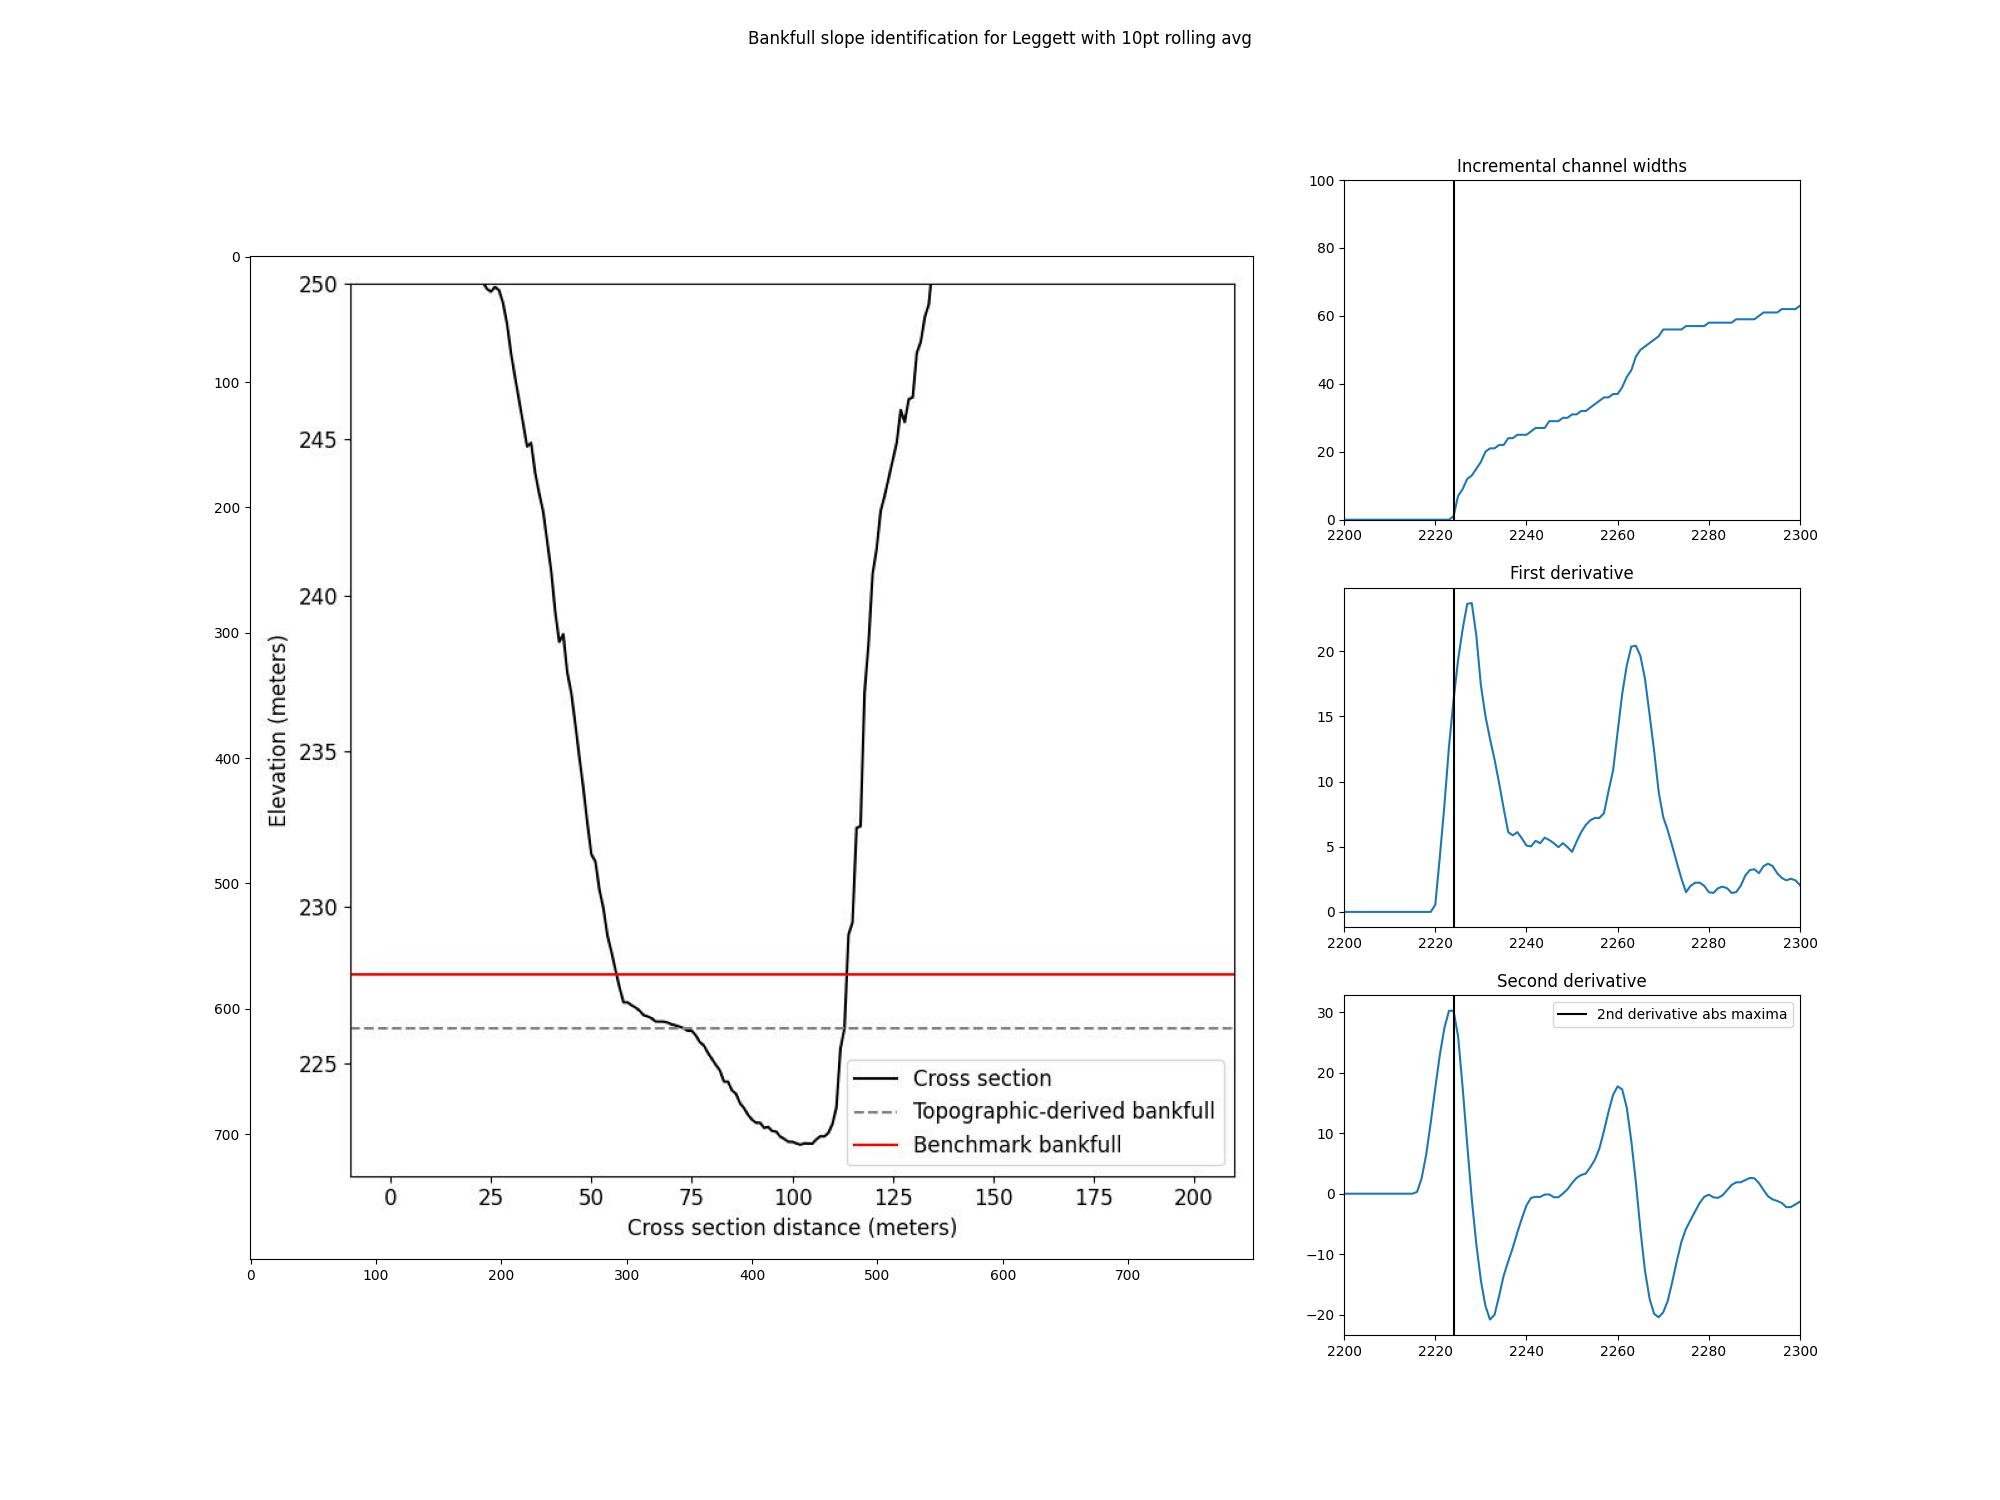 Bankfull slope identification for Leggett with 10pt rolling avg
0
100
200
300
400
500
600
700
0 100 200 300 400 500 600 700
250
245
240
235
230
225
Elevation (meters)
0 25 50 75 100 125 150 175 200
Cross section distance (meters)
Cross section
Topographic-derived bankfull
Benchmark bankfull
Incremental channel widths
100
80
60
40
20
0
2200 2220 2240 2260 2280 2300
First derivative
20
15
10
5
0
2200 2220 2240 2260 2280 2300
Second derivative
2nd derivative abs maxima
30
20
10
0
−10
−20
2200 2220 2240 2260 2280 2300